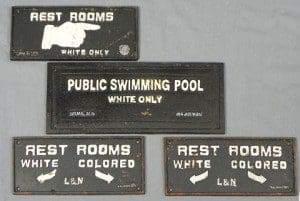 REST ROOMS
WHITE ONLY
PUBLIC SWIMMING POOL
WHITE ONLY
REST ROOMS
WHITE COLORED
L&N
REST ROOMS
WHITE COLORED
L&N